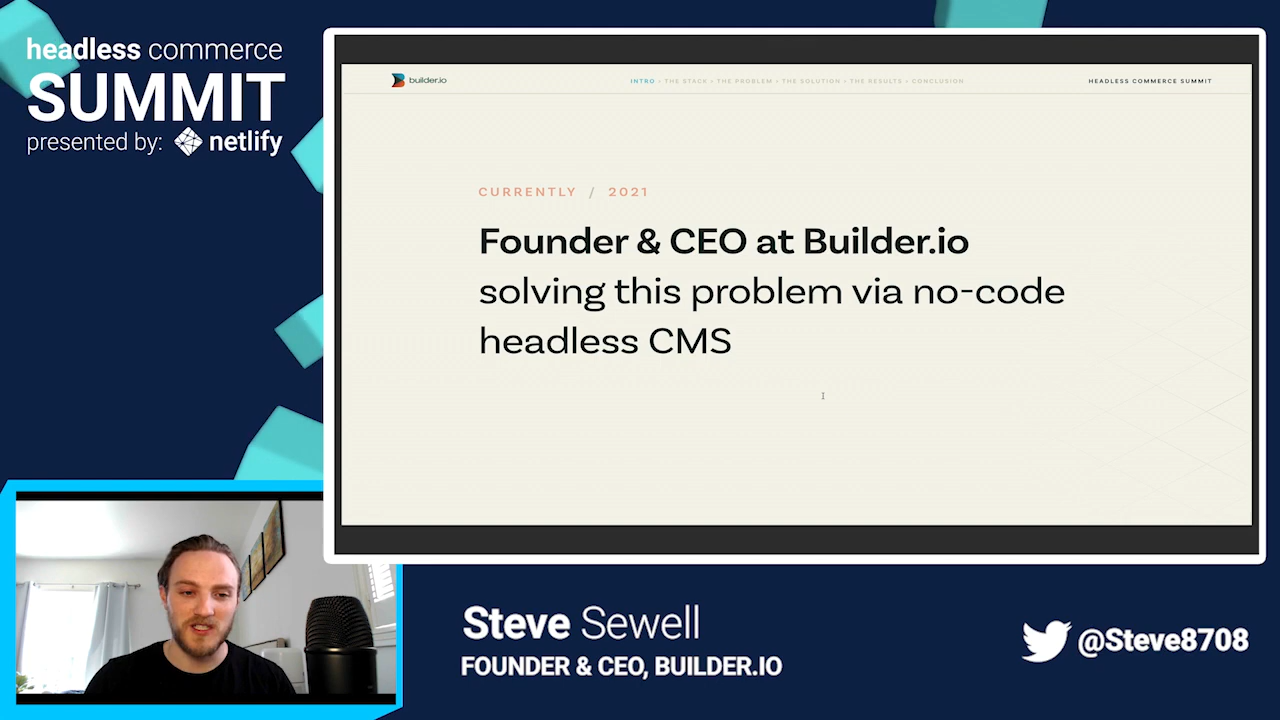 headless commerce
SUMMIT
presented by: netlify
builder.io
INTRO > THE STACK > THE PROBLEM > THE SOLUTION > THE RESULTS > CONCLUSION
HEADLESS COMMERCE SUMMIT
CURRENTLY / 2021
Founder & CEO at Builder.io
solving this problem via no-code
headless CMS
Steve Sewell
FOUNDER & CEO, BUILDER.IO
@Steve8708